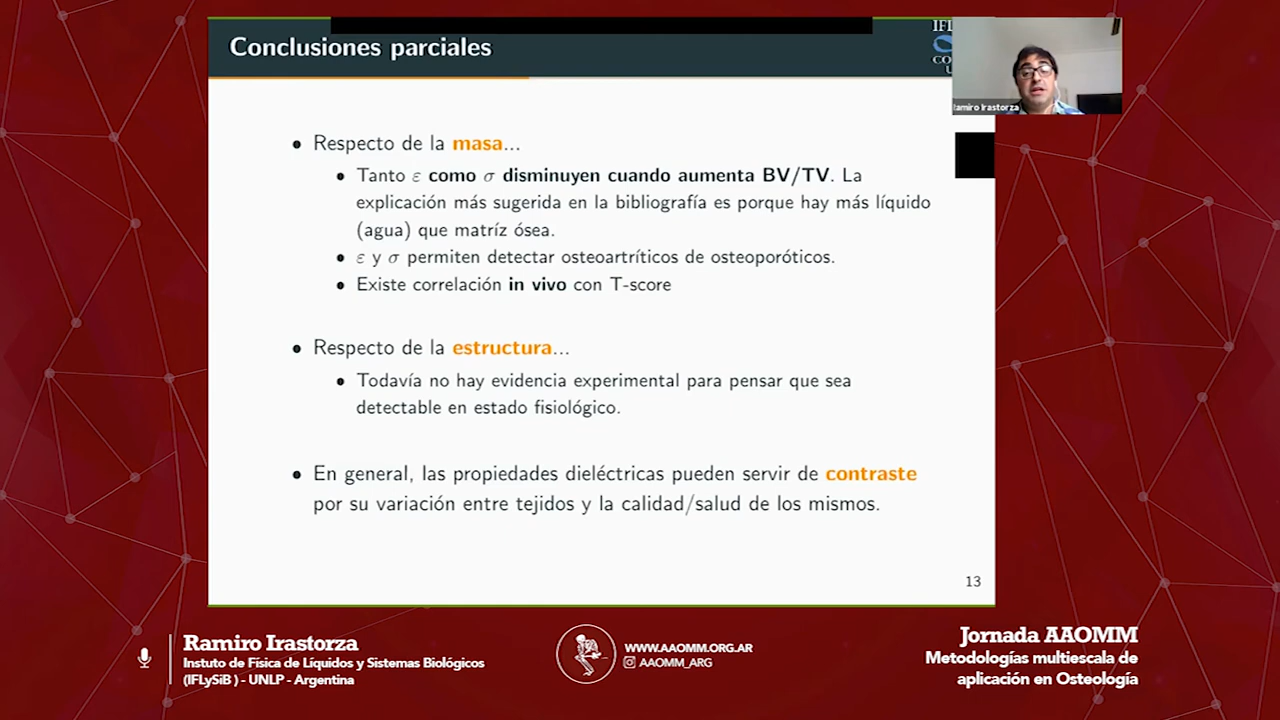 Conclusiones parciales
Ramiro Irastorza
• Respecto de la masa...
• Tanto ε como σ disminuyen cuando aumenta BV/TV. La
explicación más sugerida en la bibliografía es porque hay más líquido
(agua) que matríz ósea.
• ε y σ permiten detectar osteoartríticos de osteoporóticos.
• Existe correlación in vivo con T-score
• Respecto de la estructura...
• Todavía no hay evidencia experimental para pensar que sea
detectable en estado fisiológico.
• En general, las propiedades dieléctricas pueden servir de contraste
por su variación entre tejidos y la calidad/salud de los mismos.
13
Ramiro Irastorza
Instuto de Física de Líquidos y Sistemas Biológicos
(IFLySiB ) - UNLP - Argentina
WWW.AAOMM.ORG.AR
AAOMM_ARG
Jornada AAOMM
Metodologías multiescala de
aplicación en Osteología